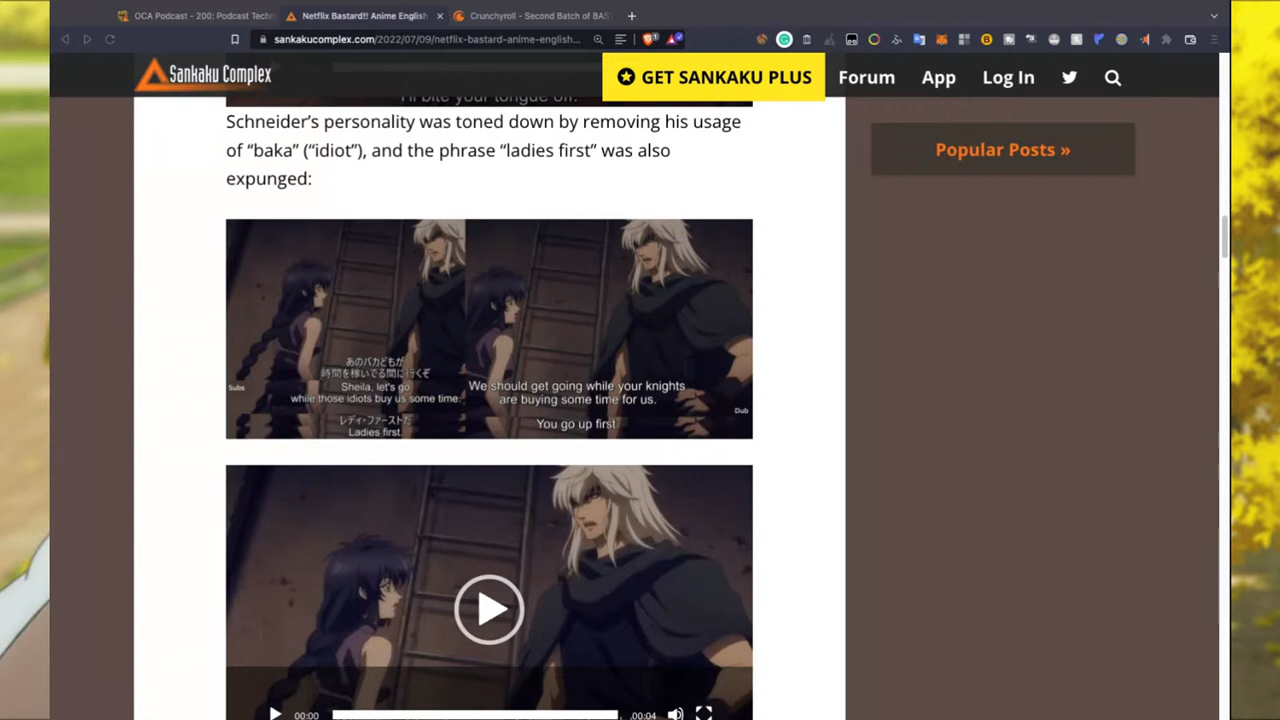 OCA Podcast - 200: Podcast Techn
Netflix Bastard!! Anime English
Crunchyroll - Second Batch of BAS
sankakucomplex.com/2022/07/09/netflix-bastard-anime-english...
Sankaku Complex
GET SANKAKU PLUS
Forum
App
Log In
I'll bite your tongue off!
Schneider's personality was toned down by removing his usage
of “baka” (“idiot”), and the phrase “ladies first” was also
expunged:
Popular Posts »
あのバカどもが
時間を稼いでる間に行くぞ
Subs
Sheila, let's go
while those idiots buy us some time.
レディ・ファーストだ
Ladies first.
We should get going while your knights
are buying some time for us.
Dub
You go up first.
00:00
00:04